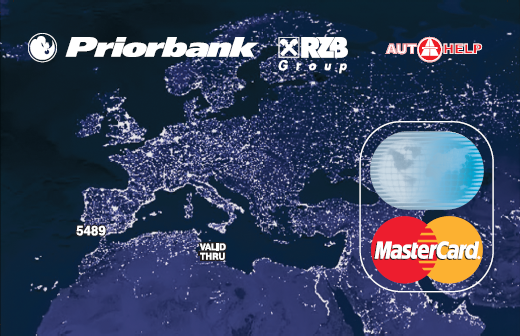 Priorbank
RZB
Group
AUTO HELP
5489
VALID
THRU
MasterCard